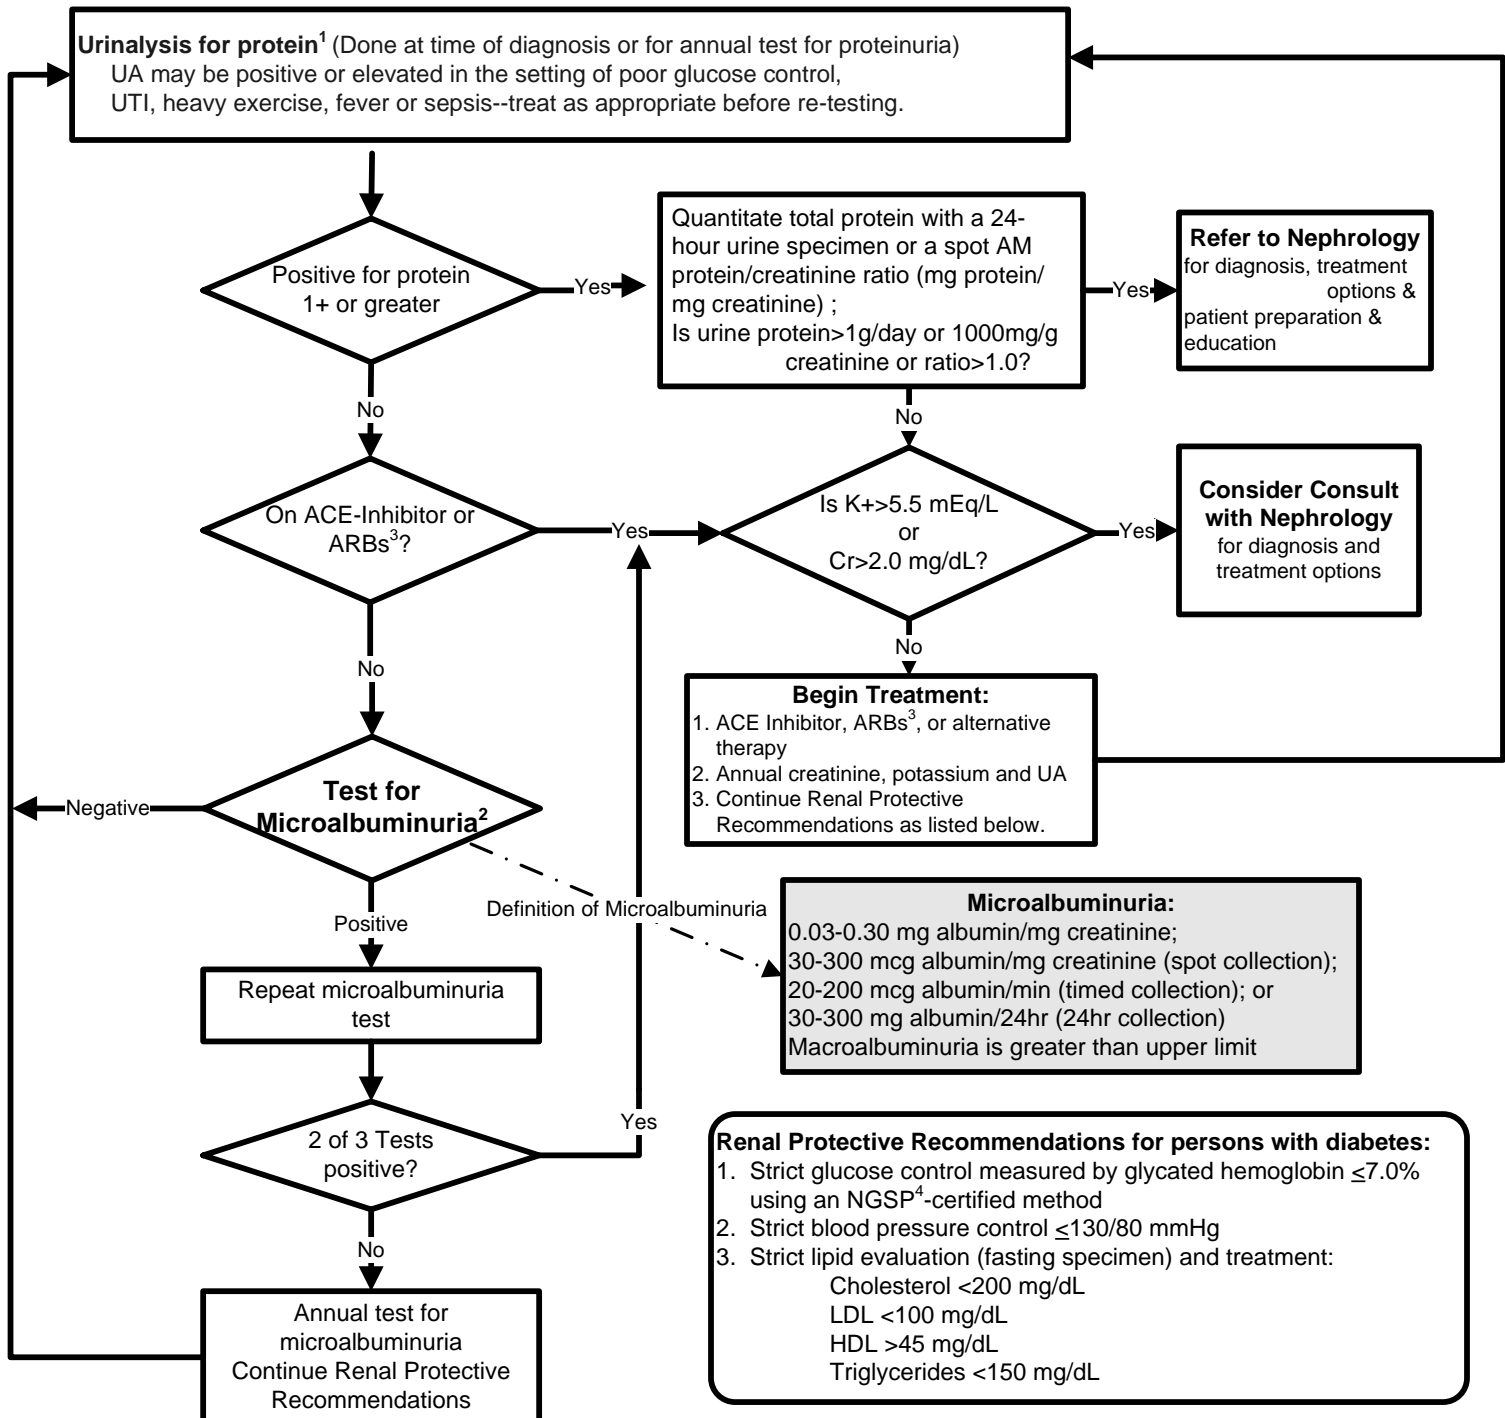 Urinalysis for protein1 (Done at time of diagnosis or for annual test for proteinuria)
UA may be positive or elevated in the setting of poor glucose control,
UTI, heavy exercise, fever or sepsis--treat as appropriate before re-testing.
Positive for protein
1+ or greater
Yes
Quantitate total protein with a 24-
hour urine specimen or a spot AM
protein/creatinine ratio (mg protein/
mg creatinine) ;
Is urine protein>1g/day or 1000mg/g
creatinine or ratio>1.0?
Yes
Refer to Nephrology
for diagnosis, treatment
options &
patient preparation &
education
No
No
On ACE-Inhibitor or
ARBs3?
Yes
Is K+>5.5 mEq/L
or
Cr>2.0 mg/dL?
Yes
Consider Consult
with Nephrology
for diagnosis and
treatment options
No
No
Begin Treatment:
1. ACE Inhibitor, ARBs3, or alternative
therapy
2. Annual creatinine, potassium and UA
3. Continue Renal Protective
Recommendations as listed below.
Test for
Microalbuminuria2
Negative
Positive
Definition of Microalbuminuria
Microalbuminuria:
0.03-0.30 mg albumin/mg creatinine;
30-300 mcg albumin/mg creatinine (spot collection);
20-200 mcg albumin/min (timed collection); or
30-300 mg albumin/24hr (24hr collection)
Macroalbuminuria is greater than upper limit
Repeat microalbuminuria
test
2 of 3 Tests
positive?
Yes
No
Annual test for
microalbuminuria
Continue Renal Protective
Recommendations
Renal Protective Recommendations for persons with diabetes:
1. Strict glucose control measured by glycated hemoglobin ≤7.0%
using an NGSP4-certified method
2. Strict blood pressure control ≤130/80 mmHg
3. Strict lipid evaluation (fasting specimen) and treatment:
Cholesterol <200 mg/dL
LDL <100 mg/dL
HDL >45 mg/dL
Triglycerides <150 mg/dL